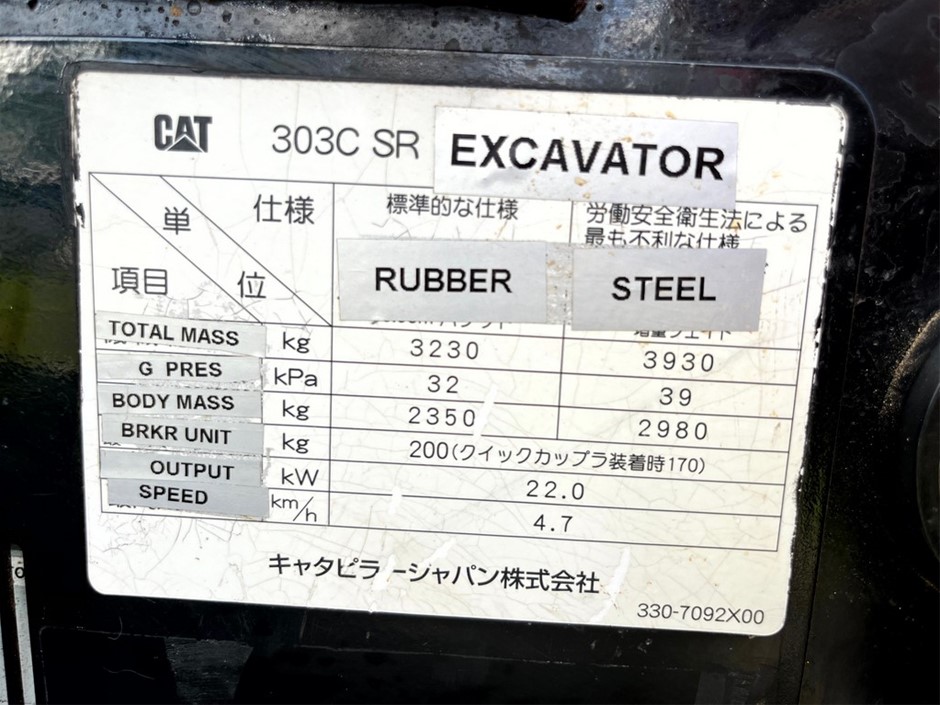 CAT 303C SR EXCAVATOR
単位
仕様
項目
標準的な仕様
労働安全衛生法による
最も不利な仕様
RUBBER
STEEL
TOTAL MASS kg 3230 3930
G PRES kPa 32 39
BODY MASS kg 2350 2980
BRKR UNIT kg 200(クイックカップラ装着時170)
OUTPUT kW 22.0
SPEED km/h 4.7
キャタピラージャパン株式会社
330-7092X00